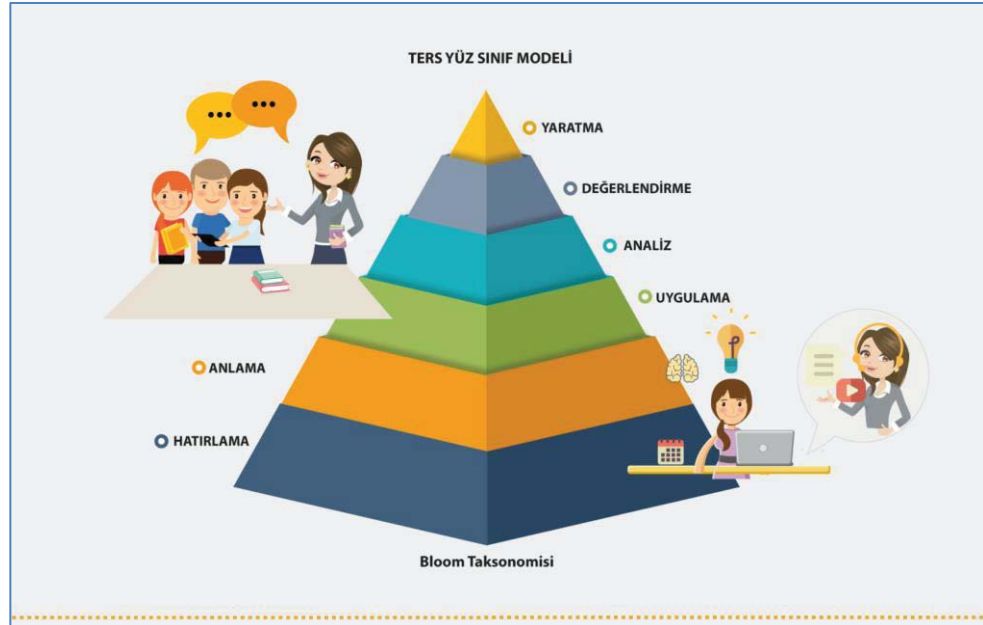 TERS YÜZ SINIF MODELİ
YARATMA
DEĞERLENDİRME
ANALİZ
UYGULAMA
ANLAMA
HATIRLAMA
Bloom Taksonomisi